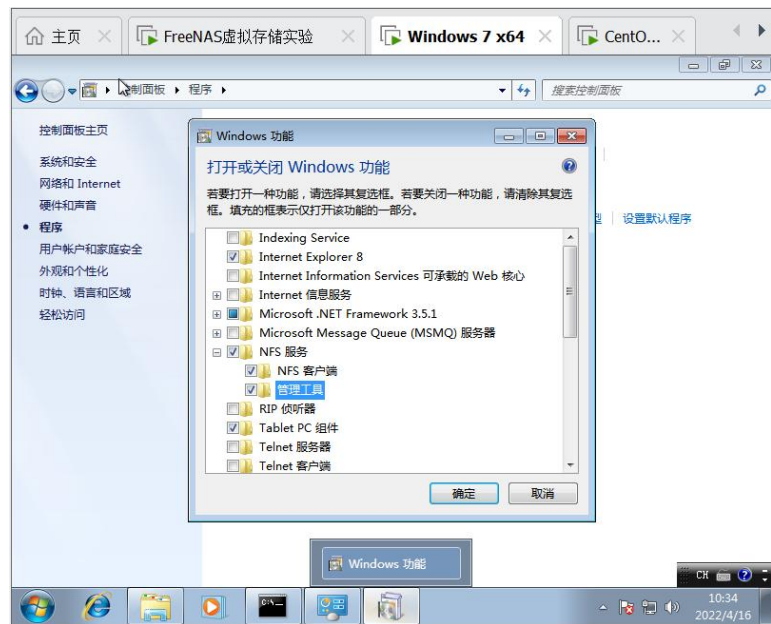 主页
FreeNAS虚拟存储实验
Windows 7 x64
CentO...
控制面板 程序
搜索控制面板
控制面板主页
系统和安全
网络和 Internet
硬件和声音
程序
用户帐户和家庭安全
外观和个性化
时钟、语言和区域
轻松访问
设置默认程序
Windows 功能
打开或关闭 Windows 功能
若要打开一种功能，请选择其复选框。若要关闭一种功能，请清除其复选
框。填充的框表示仅打开该功能的一部分。
Indexing Service
Internet Explorer 8
Internet Information Services 可承载的 Web 核心
Internet 信息服务
Microsoft .NET Framework 3.5.1
Microsoft Message Queue (MSMQ) 服务器
NFS 服务
NFS 客户端
管理工具
RIP 侦听器
Tablet PC 组件
Telnet 服务器
Telnet 客户端
确定
取消
Windows 功能
CH
10:34
2022/4/16